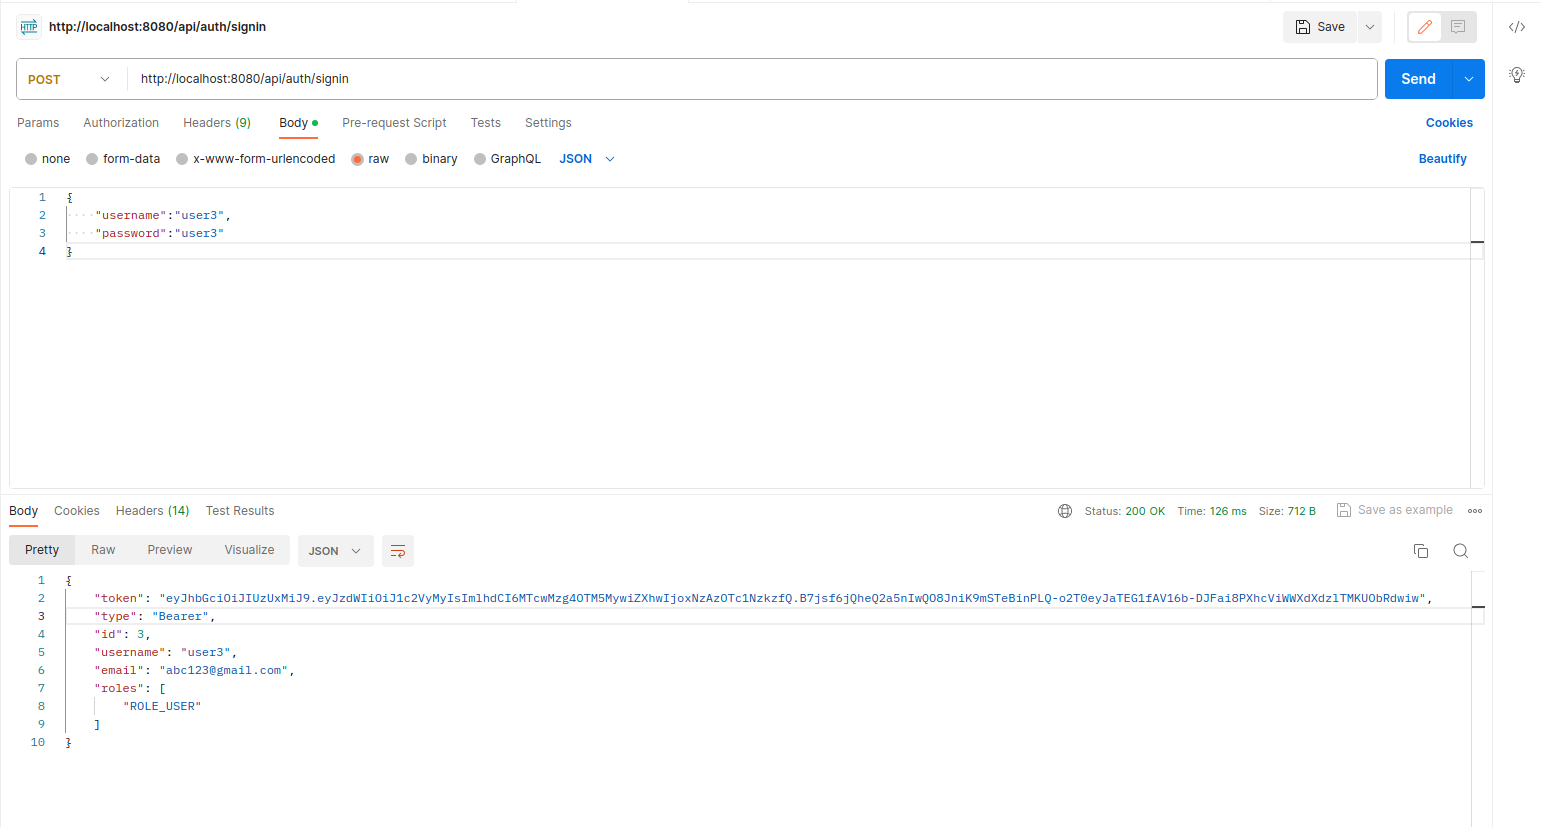 HTTP http://localhost:8080/api/auth/signin Save
POST http://localhost:8080/api/auth/signin Send
Params Authorization Headers (9) Body Pre-request Script Tests Settings Cookies
none form-data x-www-form-urlencoded raw binary GraphQL JSON Beautify
1 {
2 ····"username":"user3",
3 ····"password":"user3"
4 }
Body Cookies Headers (14) Test Results Status: 200 OK Time: 126 ms Size: 712 B Save as example
Pretty Raw Preview Visualize JSON
1 {
2 "token": "eyJhbGciOiJIUzUxMiJ9.eyJzdWIiOiJ1c2VyMyIsImlhdCI6MTcwMzg4OTM5MywiZXhwIjoxNzAzOTc1NzkzfQ.B7jsf6jQheQ2a5nIwQO8JniK9mSTeBinPLQ-o2T0eyJaTEG1fAV16b-DJFai8PXhcViWWXdXdzlTMKUObRdwiw",
3 "type": "Bearer",
4 "id": 3,
5 "username": "user3",
6 "email": "abc123@gmail.com",
7 "roles": [
8 "ROLE_USER"
9 ]
10 }